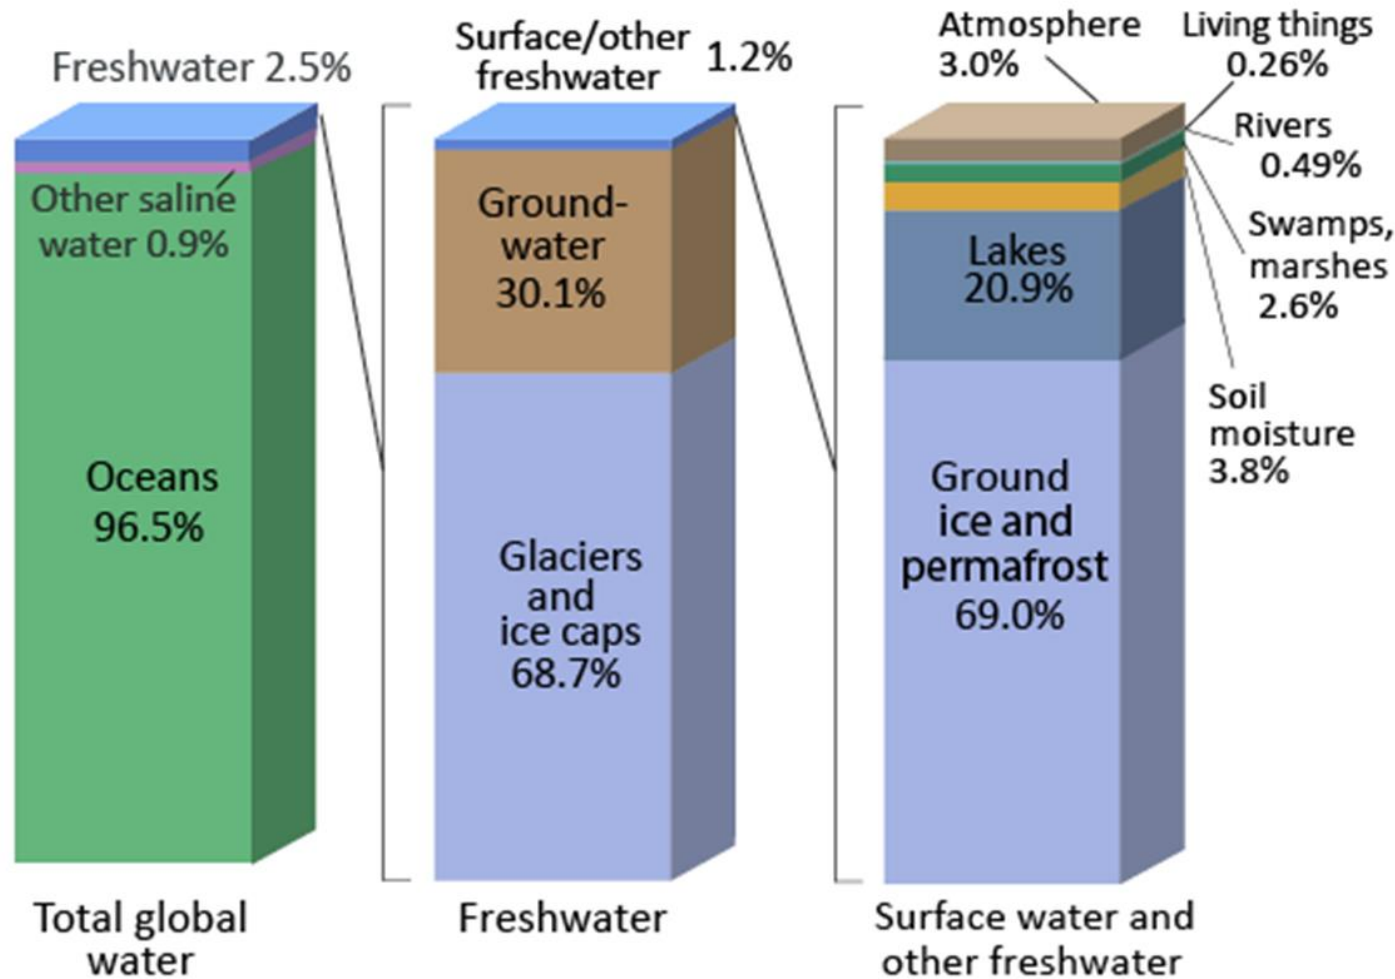 Freshwater 2.5%
Other saline
water 0.9%
Oceans
96.5%
Total global
water
Surface/other
freshwater
1.2%
Ground-
water
30.1%
Glaciers
and
ice caps
68.7%
Freshwater
Atmosphere
3.0%
Living things
0.26%
Rivers
0.49%
Swamps,
marshes
2.6%
Soil
moisture
3.8%
Lakes
20.9%
Ground
ice and
permafrost
69.0%
Surface water and
other freshwater